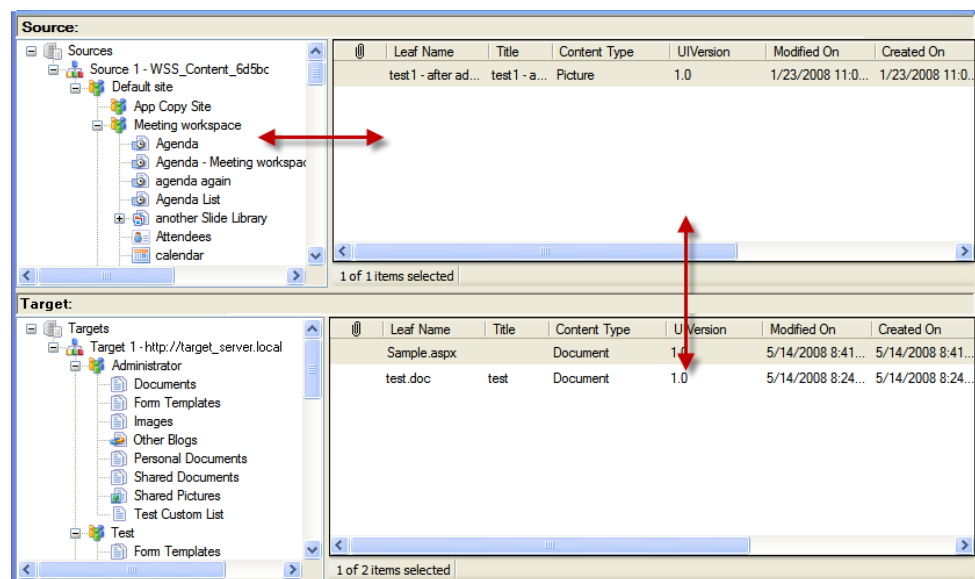 Source:
Sources
Source 1 - WSS_Content_6d5bc
Default site
App Copy Site
Meeting workspace
Agenda
Agenda - Meeting workspac
agenda again
Agenda List
another Slide Library
Attendees
calendar
Leaf Name Title Content Type UIVersion Modified On Created On
test1 - after ad... test1 - a... Picture 1.0 1/23/2008 11:0... 1/23/2008 11:0...
1 of 1 items selected
Target:
Targets
Target 1 - http://target_server.local
Administrator
Documents
Form Templates
Images
Other Blogs
Personal Documents
Shared Documents
Shared Pictures
Test Custom List
Test
Form Templates
Leaf Name Title Content Type UIVersion Modified On Created On
Sample.aspx Document 1.0 5/14/2008 8:41... 5/14/2008 8:41...
test.doc test Document 1.0 5/14/2008 8:24... 5/14/2008 8:24...
1 of 2 items selected